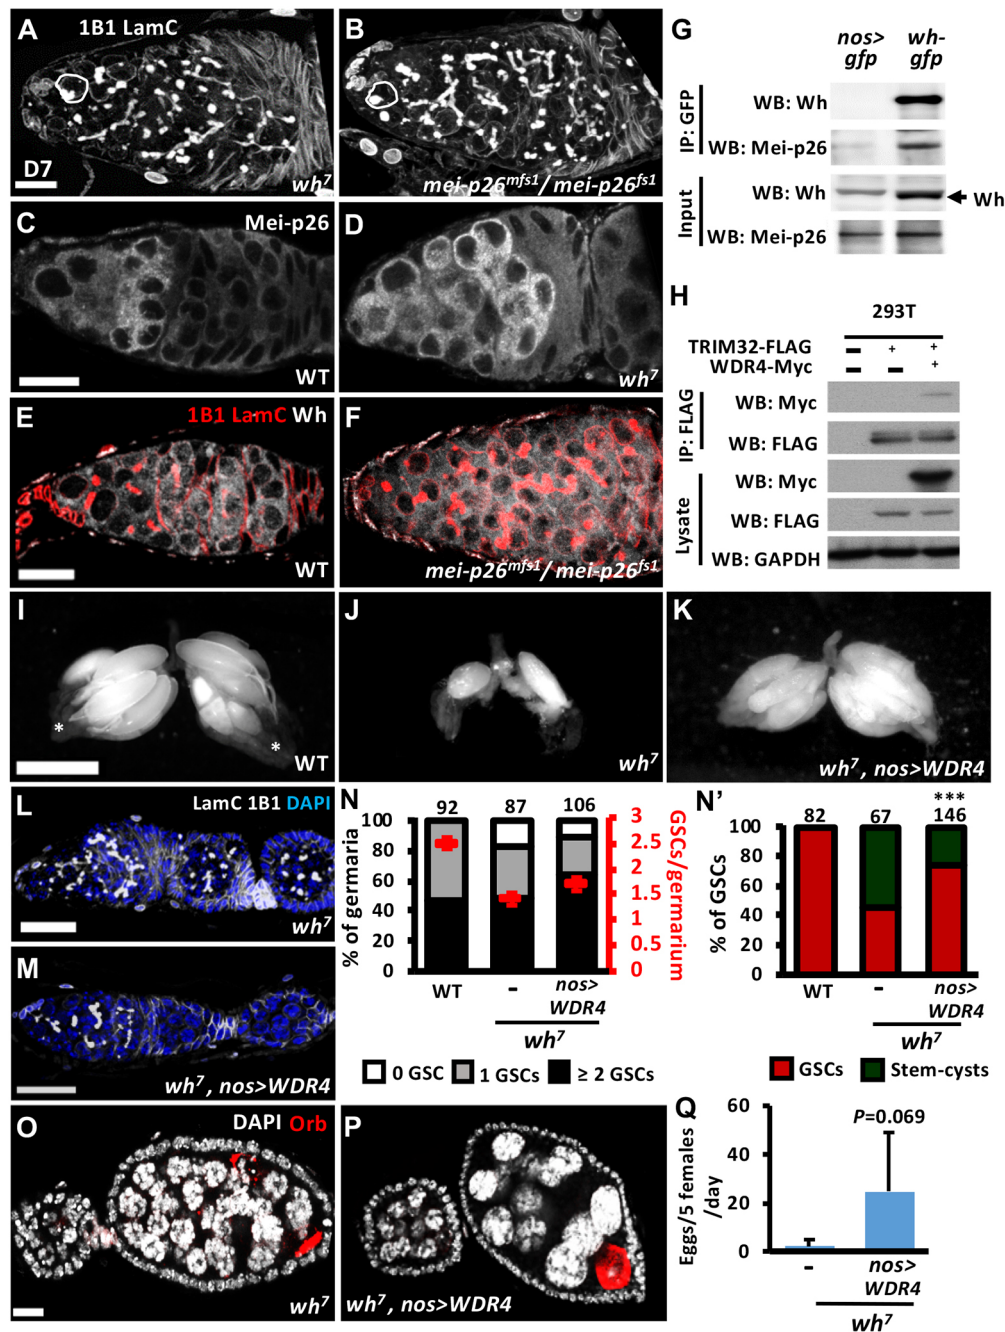 A
1B1 LamC
D7
wh7
B
mei-p26mfs1/mei-p26fs1
C
Mei-p26
WT
D
wh7
E
1B1 LamC Wh
WT
F
mei-p26mfs1/mei-p26fs1
G
nos> wh-
gfp gfp
IP: GFP
WB: Wh
WB: Mei-p26
Input
WB: Wh
Wh
WB: Mei-p26
H
293T
TRIM32-FLAG - + +
WDR4-Myc - - +
IP: FLAG
WB: Myc
WB: FLAG
Lysate
WB: Myc
WB: FLAG
WB: GAPDH
I
* *
WT
J
wh7
K
wh7, nos>WDR4
L
LamC 1B1 DAPI
wh7
M
wh7, nos>WDR4
N
92 87 106
% of germaria
100
80
60
40
20
0
3
2.5
2
1.5
1
0.5
0
GSCs/germarium
WT - nos>
WDR4
wh7
0 GSC 1 GSCs ≥ 2 GSCs
N’
***
82 67 146
% of GSCs
100
80
60
40
20
0
WT - nos>
WDR4
wh7
GSCs Stem-cysts
O
DAPI Orb
wh7
P
wh7, nos>WDR4
Q
Eggs/5 females
/day
60
40
20
0
P=0.069
- nos>
WDR4
wh7